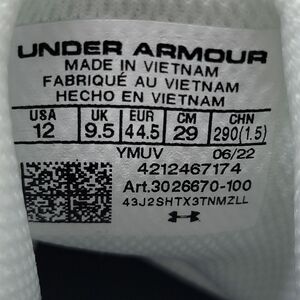 UNDER ARMOUR
MADE IN VIETNAM
FABRIQUÉ AU VIETNAM
HECHO EN VIETNAM
USA UK EUR CM CHN
12 9.5 44.5 29 290(1.5)
YMUV 06/22
4212467174
Art.3026670-100
43J2SHTX3TNMZLL